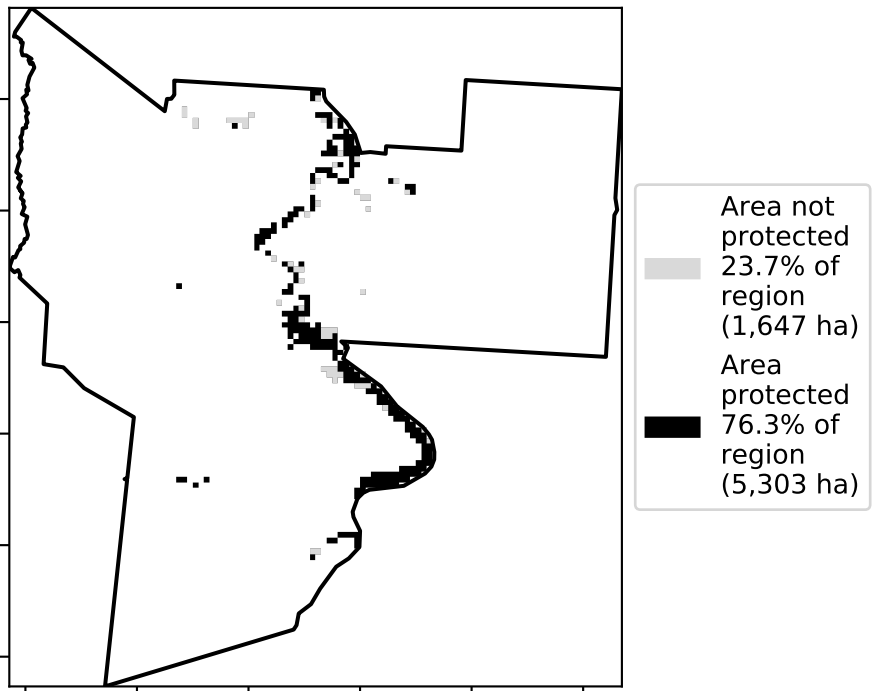 Area not
protected
23.7% of
region
(1,647 ha)
Area
protected
76.3% of
region
(5,303 ha)